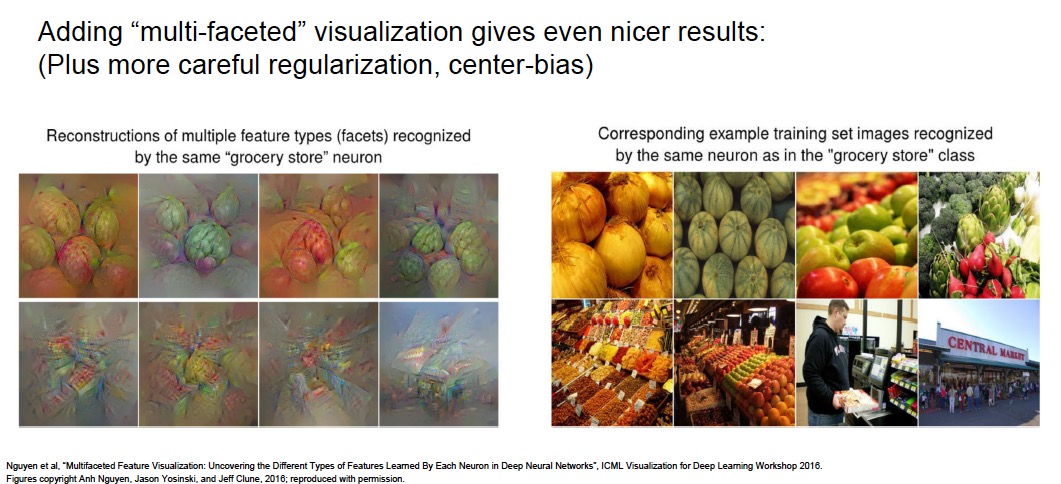 Adding “multi-faceted” visualization gives even nicer results:
(Plus more careful regularization, center-bias)
Reconstructions of multiple feature types (facets) recognized
by the same “grocery store” neuron
Corresponding example training set images recognized
by the same neuron as in the "grocery store" class
CENTRAL MARKET
Nguyen et al, “Multifaceted Feature Visualization: Uncovering the Different Types of Features Learned By Each Neuron in Deep Neural Networks”, ICML Visualization for Deep Learning Workshop 2016.
Figures copyright Anh Nguyen, Jason Yosinski, and Jeff Clune, 2016; reproduced with permission.